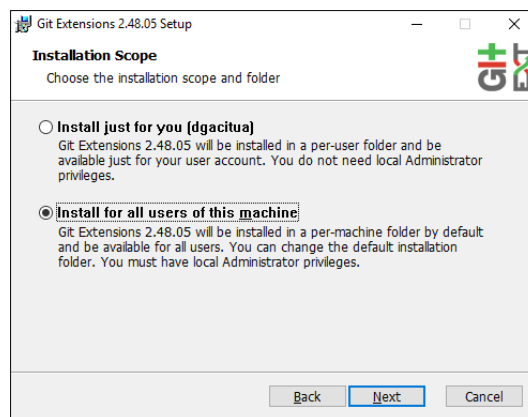 Git Extensions 2.48.05 Setup
Installation Scope
Choose the installation scope and folder
Git
Install just for you (dgacitua)
Git Extensions 2.48.05 will be installed in a per-user folder and be
available just for your user account. You do not need local Administrator
privileges.
Install for all users of this machine
Git Extensions 2.48.05 will be installed in a per-machine folder by default
and be available for all users. You can change the default installation
folder. You must have local Administrator privileges.
Back
Next
Cancel